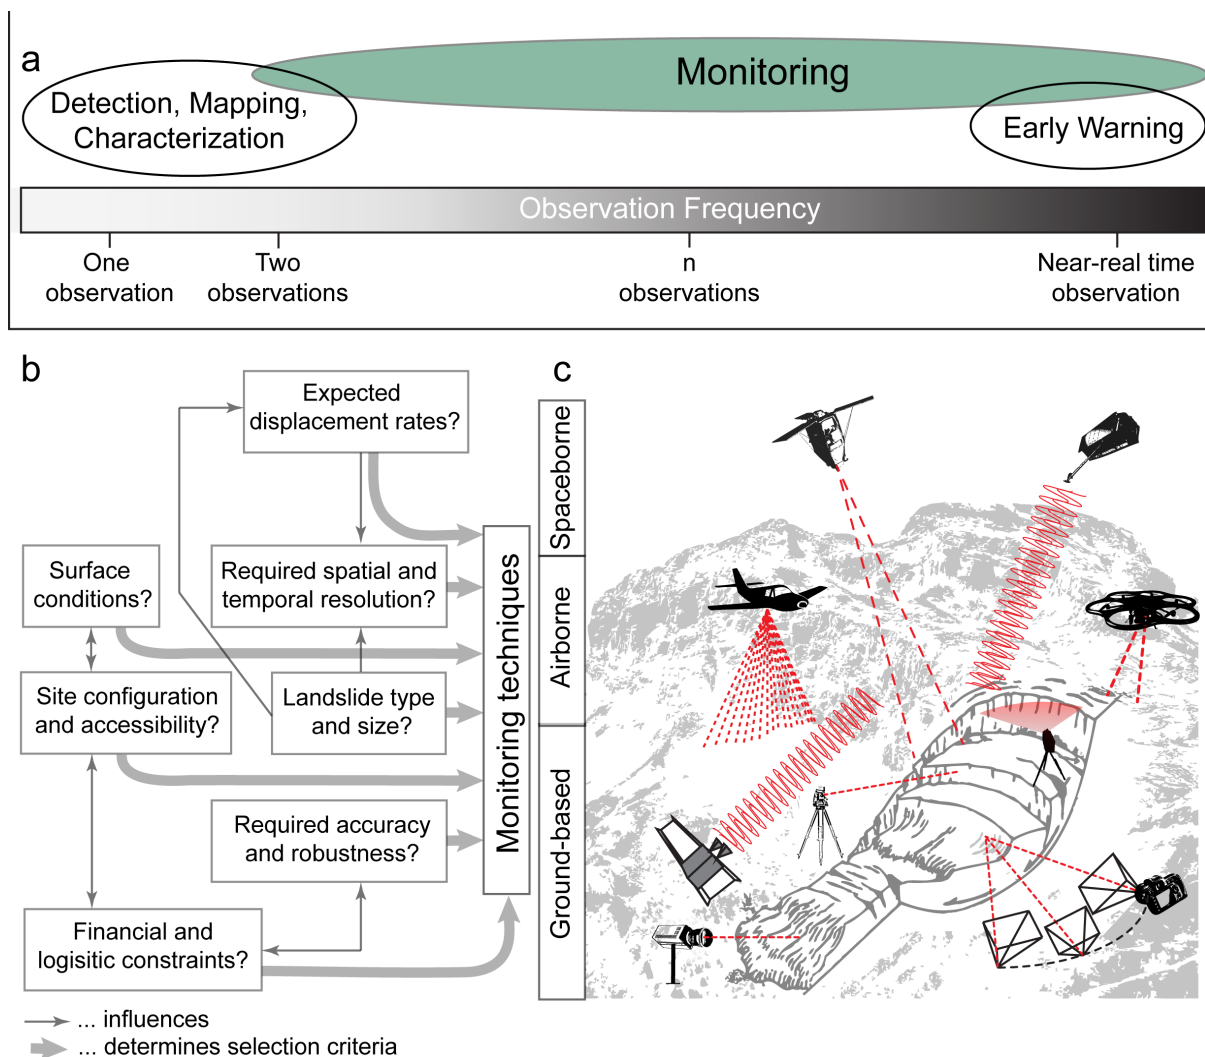 a
Monitoring
Detection, Mapping,
Characterization
Early Warning
Observation Frequency
One
observation
Two
observations
n
observations
Near-real time
observation
b
Expected
displacement rates?
Surface
conditions?
Required spatial and
temporal resolution?
Site configuration
and accessibility?
Landslide type
and size?
Required accuracy
and robustness?
Financial and
logisitic constraints?
Monitoring techniques
... influences
... determines selection criteria
c
Spaceborne
Airborne
Ground-based